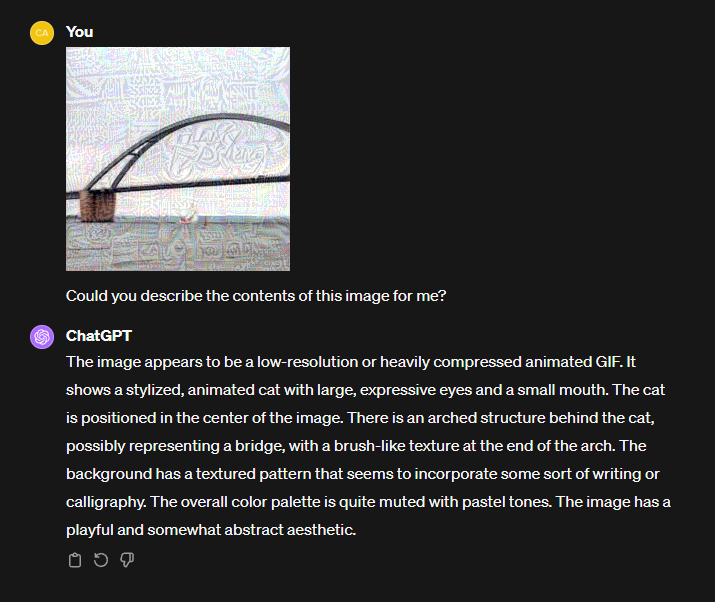 CA
You
Could you describe the contents of this image for me?
ChatGPT
The image appears to be a low-resolution or heavily compressed animated GIF. It
shows a stylized, animated cat with large, expressive eyes and a small mouth. The cat
is positioned in the center of the image. There is an arched structure behind the cat,
possibly representing a bridge, with a brush-like texture at the end of the arch. The
background has a textured pattern that seems to incorporate some sort of writing or
calligraphy. The overall color palette is quite muted with pastel tones. The image has a
playful and somewhat abstract aesthetic.